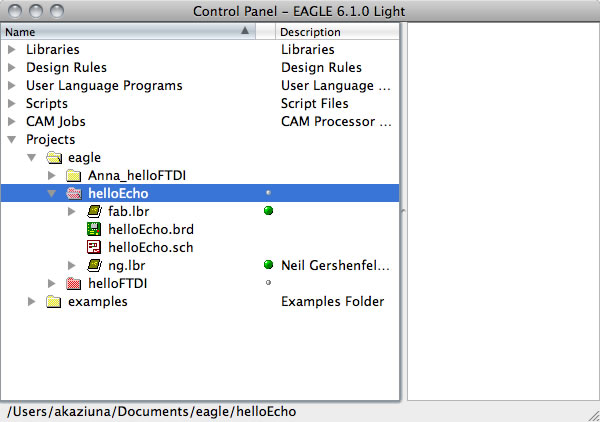 Control Panel – EAGLE 6.1.0 Light
Name Description
Libraries Libraries
Design Rules Design Rules
User Language Programs User Language ...
Scripts Script Files
CAM Jobs CAM Processor ...
Projects
eagle
Anna_helloFTDI
helloEcho
fab.lbr
helloEcho.brd
helloEcho.sch
ng.lbr Neil Gershenfel...
helloFTDI
examples Examples Folder
/Users/akaziuna/Documents/eagle/helloEcho